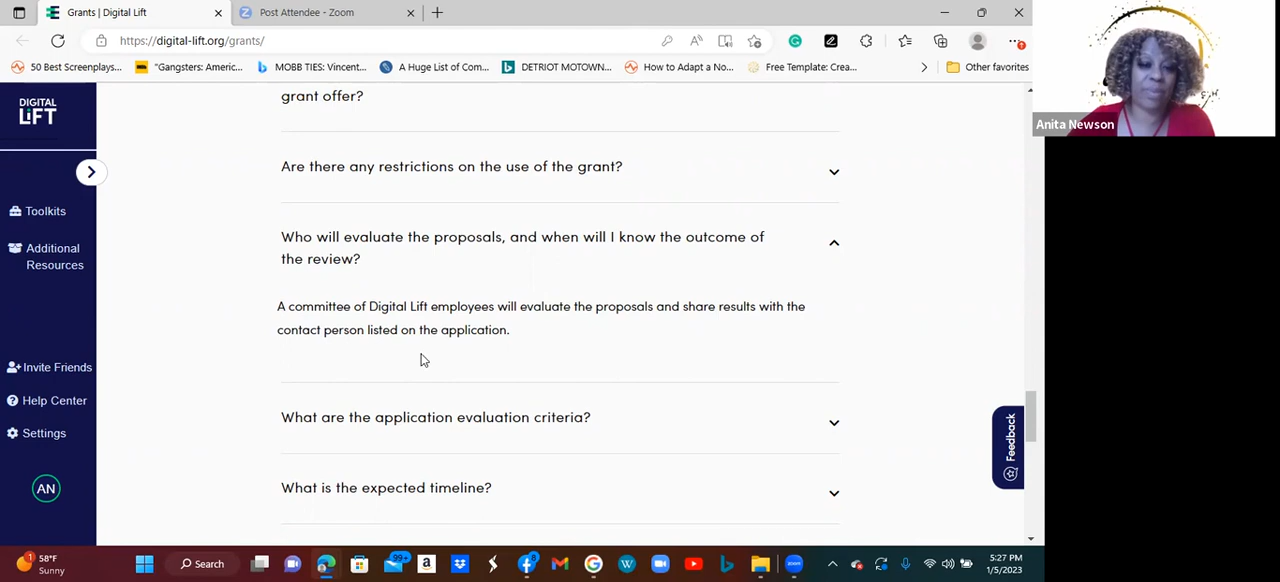 Grants | Digital Lift
Post Attendee - Zoom
https://digital-lift.org/grants/
50 Best Screenplays...
"Gangsters: Americ...
MOBB TIES: Vincent...
A Huge List of Com...
DETRIOT MOTOWN...
How to Adapt a No...
Free Template: Crea...
Other favorites
Anita Newson
DIGITAL
LiFT
Toolkits
Additional
Resources
Invite Friends
Help Center
Settings
AN
grant offer?
Are there any restrictions on the use of the grant?
Who will evaluate the proposals, and when will I know the outcome of
the review?
A committee of Digital Lift employees will evaluate the proposals and share results with the
contact person listed on the application.
What are the application evaluation criteria?
What is the expected timeline?
Feedback
1
58°F
Sunny
Search
99+
8
zoom
5:27 PM
1/5/2023